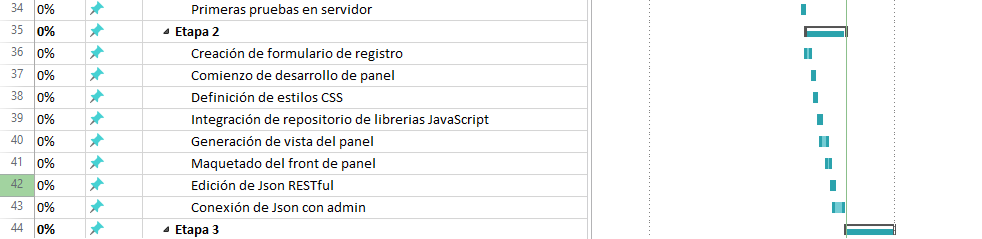 34 0% Primeras pruebas en servidor
35 0% Etapa 2
36 0% Creación de formulario de registro
37 0% Comienzo de desarrollo de panel
38 0% Definición de estilos CSS
39 0% Integración de repositorio de librerias JavaScript
40 0% Generación de vista del panel
41 0% Maquetado del front de panel
42 0% Edición de Json RESTful
43 0% Conexión de Json con admin
44 0% Etapa 3